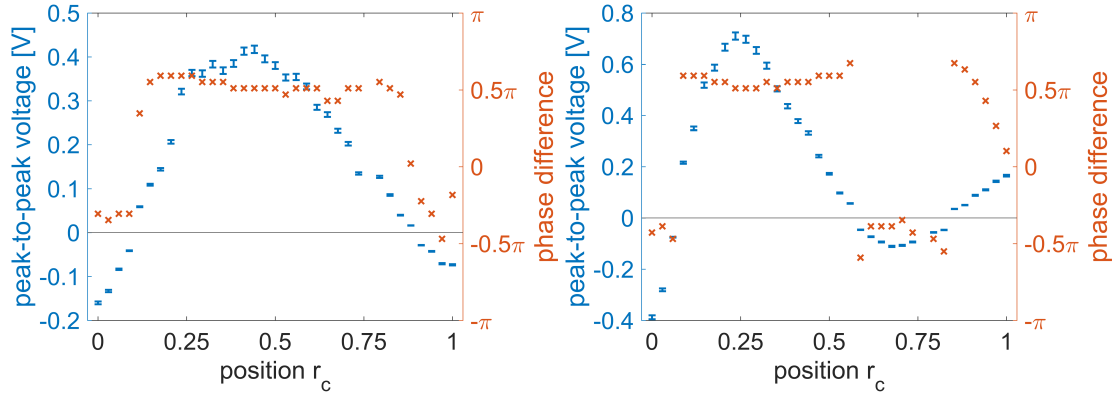 0.5
0.4
0.3
0.2
0.1
0
-0.1
-0.2
peak-to-peak voltage [V]
π
0.5π
0
-0.5π
-π
phase difference
0 0.25 0.5 0.75 1
position r_c
0.8
0.6
0.4
0.2
0
-0.2
-0.4
peak-to-peak voltage [V]
π
0.5π
0
-0.5π
-π
phase difference
0 0.25 0.5 0.75 1
position r_c